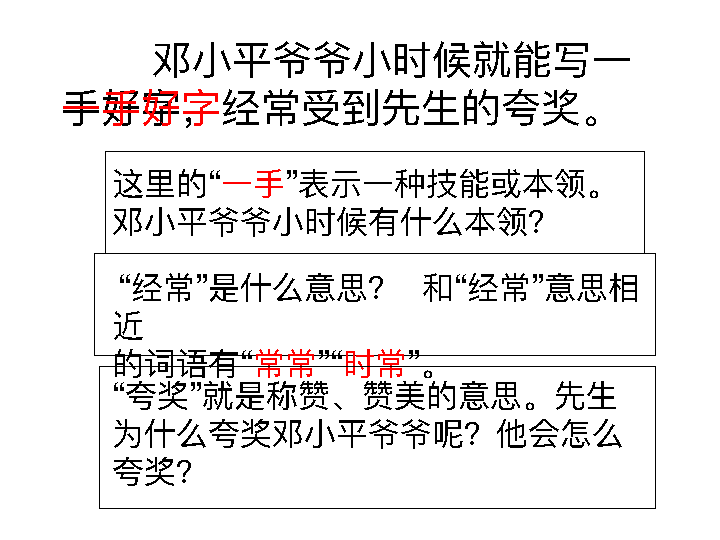 邓小平爷爷小时候就能写一
手好字，经常受到先生的夸奖。
一手好字
这里的“一手”表示一种技能或本领。
邓小平爷爷小时候有什么本领？
“经常”是什么意思？ 和“经常”意思相
近
的词语有“常常”“时常”。
“夸奖”就是称赞、赞美的意思。先生
为什么夸奖邓小平爷爷呢？他会怎么
夸奖？